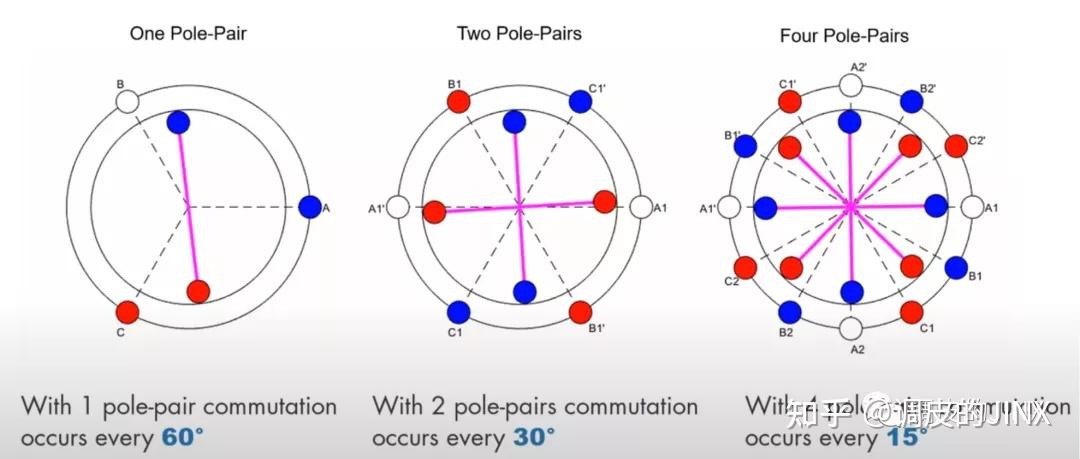 One Pole-Pair
Two Pole-Pairs
Four Pole-Pairs
B
A
C
B1
C1'
A1'
A1
C1
B1'
A2'
C1'
B2'
B1'
C2'
A1'
A1
C2
B1
B2
C1
A2
With 1 pole-pair commutation
occurs every 60°
With 2 pole-pairs commutation
occurs every 30°
With 4 pole-pairs commutation
occurs every 15°
知乎 @调皮的JINX